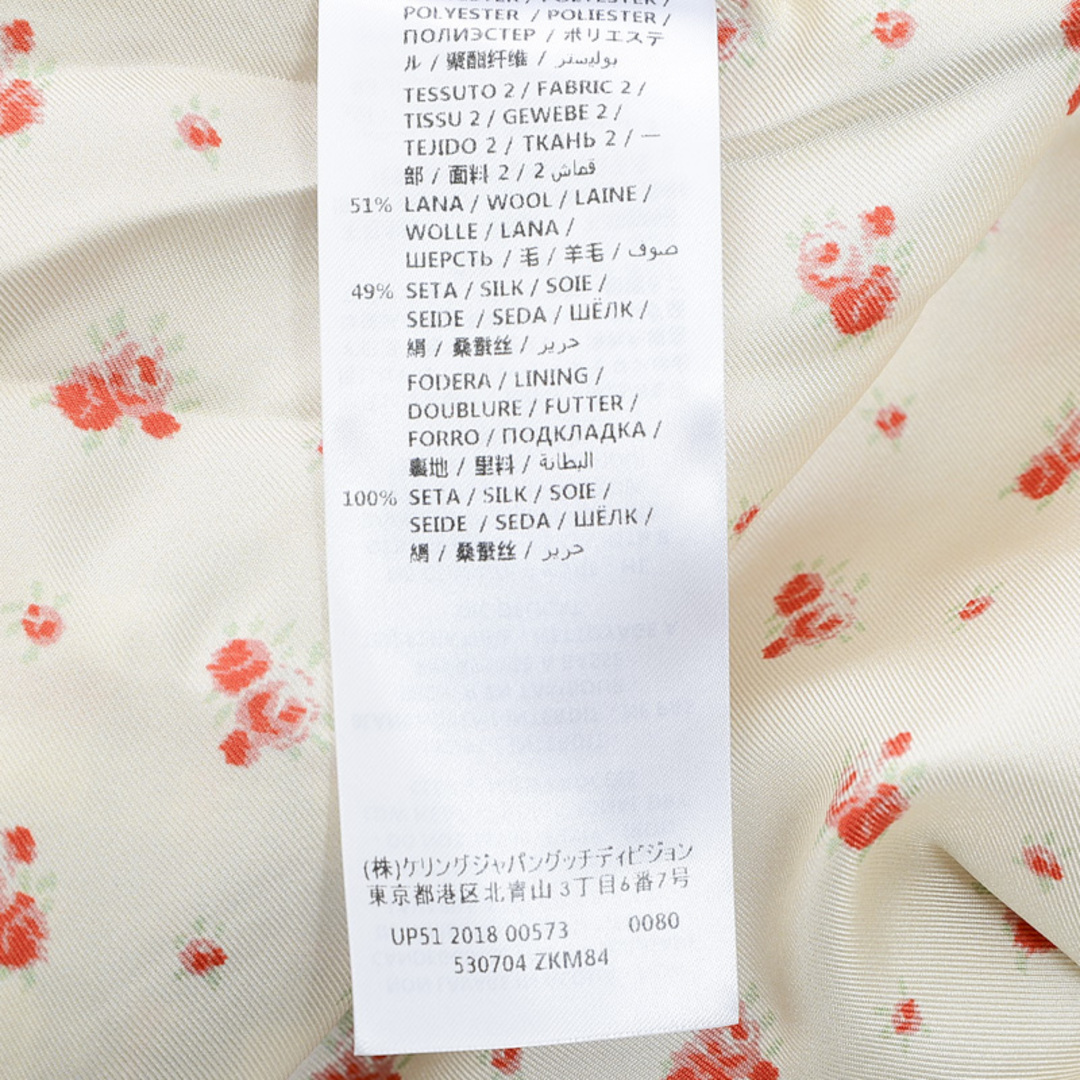 POLYESTER / POLIESTER /
ПОЛИЭСТЕР / ポリエステ
ル / 聚酯纤维 / بوليستر
TESSUTO 2 / FABRIC 2 /
TISSU 2 / GEWEBE 2 /
TEJIDO 2 / ТКАНЬ 2 / 一
部 / 面料 2 / 2 قماش
51% LANA / WOOL / LAINE /
WOLLE / LANA /
ШЕРСТЬ / 毛 / 羊毛 / صوف
49% SETA / SILK / SOIE /
SEIDE / SEDA / ШЁЛК /
絹 / 桑蚕丝 / حرير
FODERA / LINING /
DOUBLURE / FUTTER /
FORRO / ПОДКЛАДКА /
裏地 / 里料 / البطانة
100% SETA / SILK / SOIE /
SEIDE / SEDA / ШЁЛК /
絹 / 桑蚕丝 / حرير
(株)ケリングジャパングッチディビジョン
東京都港区北青山 3丁目6番7号
UP51 2018 00573 0080
530704 ZKM84